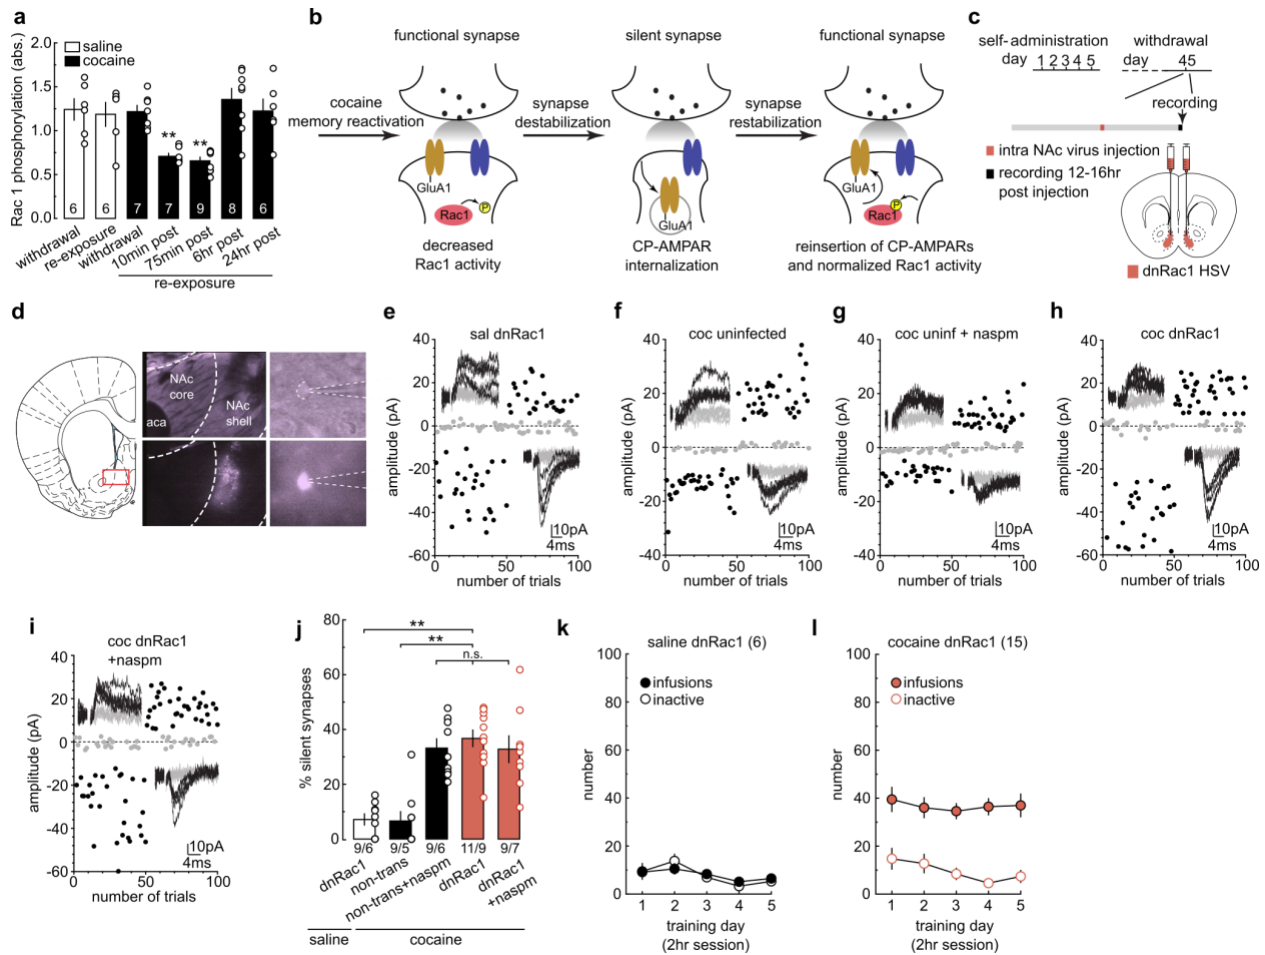 a
Rac 1 phosphorylation (abs.)
2.0
1.5
1.0
0.5
0.0
saline
cocaine
**
**
6
6
7
7
9
8
6
withdrawal
re-exposure
withdrawal
10min post
75min post
6hr post
24hr post
re-exposure
b
functional synapse
silent synapse
functional synapse
cocaine
memory reactivation
synapse
destabilization
synapse
restabilization
GluA1
Rac1
P
GluA1
GluA1
Rac1
P
decreased
Rac1 activity
CP-AMPAR
internalization
reinsertion of CP-AMPARs
and normalized Rac1 activity
c
self-administration
day 1 2 3 4 5
withdrawal
day 45
recording
intra NAc virus injection
recording 12-16hr
post injection
dnRac1 HSV
d
NAc
core
NAc
shell
aca
e
sal dnRac1
amplitude (pA)
40
20
0
-20
-40
-60
10pA
4ms
0 50 100
number of trials
f
coc uninfected
amplitude (pA)
40
20
0
-20
-40
10pA
4ms
0 50 100
number of trials
g
coc uninf + naspm
amplitude (pA)
40
20
0
-20
-40
10pA
4ms
0 50 100
number of trials
h
coc dnRac1
amplitude (pA)
40
20
0
-20
-40
-60
10pA
4ms
0 50 100
number of trials
i
coc dnRac1
+naspm
amplitude (pA)
40
20
0
-20
-40
-60
10pA
4ms
0 50 100
number of trials
j
% silent synapses
80
60
40
20
0
**
**
n.s.
9/6
9/5
9/6
11/9
9/7
dnRac1
non-trans
non-trans+naspm
dnRac1
dnRac1
+naspm
saline
cocaine
k
saline dnRac1 (6)
number
100
80
60
40
20
0
infusions
inactive
1 2 3 4 5
training day
(2hr session)
l
cocaine dnRac1 (15)
number
100
80
60
40
20
0
infusions
inactive
1 2 3 4 5
training day
(2hr session)